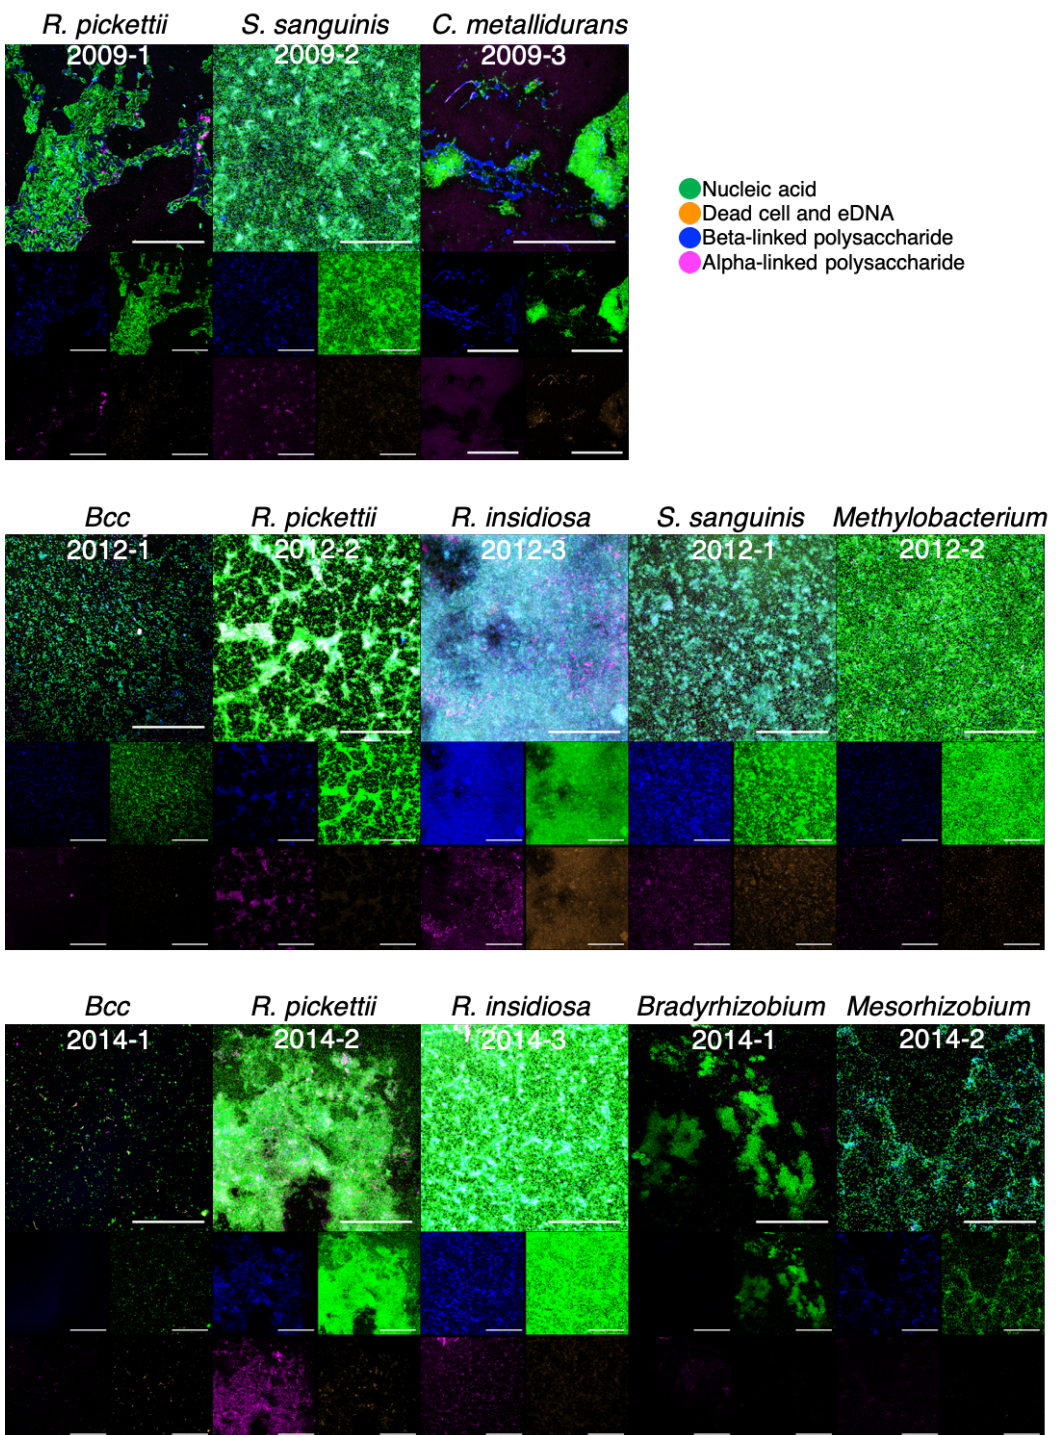 R. pickettii S. sanguinis C. metallidurans
2009-1 2009-2 2009-3
Nucleic acid
Dead cell and eDNA
Beta-linked polysaccharide
Alpha-linked polysaccharide
Bcc R. pickettii R. insidiosa S. sanguinis Methylobacterium
2012-1 2012-2 2012-3 2012-1 2012-2
Bcc R. pickettii R. insidiosa Bradyrhizobium Mesorhizobium
2014-1 2014-2 2014-3 2014-1 2014-2